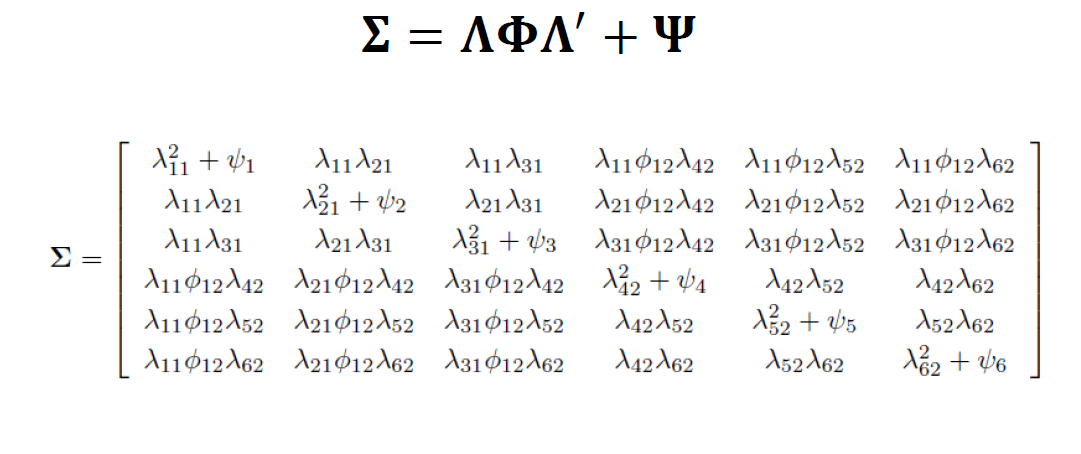 Σ = ΛΦΛ′ + Ψ
λ₁₁² + ψ₁ λ₁₁λ₂₁ λ₁₁λ₃₁ λ₁₁ϕ₁₂λ₄₂ λ₁₁ϕ₁₂λ₅₂ λ₁₁ϕ₁₂λ₆₂
λ₁₁λ₂₁ λ₂₁² + ψ₂ λ₂₁λ₃₁ λ₂₁ϕ₁₂λ₄₂ λ₂₁ϕ₁₂λ₅₂ λ₂₁ϕ₁₂λ₆₂
Σ = λ₁₁λ₃₁ λ₂₁λ₃₁ λ₃₁² + ψ₃ λ₃₁ϕ₁₂λ₄₂ λ₃₁ϕ₁₂λ₅₂ λ₃₁ϕ₁₂λ₆₂
λ₁₁ϕ₁₂λ₄₂ λ₂₁ϕ₁₂λ₄₂ λ₃₁ϕ₁₂λ₄₂ λ₄₂² + ψ₄ λ₄₂λ₅₂ λ₄₂λ₆₂
λ₁₁ϕ₁₂λ₅₂ λ₂₁ϕ₁₂λ₅₂ λ₃₁ϕ₁₂λ₅₂ λ₄₂λ₅₂ λ₅₂² + ψ₅ λ₅₂λ₆₂
λ₁₁ϕ₁₂λ₆₂ λ₂₁ϕ₁₂λ₆₂ λ₃₁ϕ₁₂λ₆₂ λ₄₂λ₆₂ λ₅₂λ₆₂ λ₆₂² + ψ₆